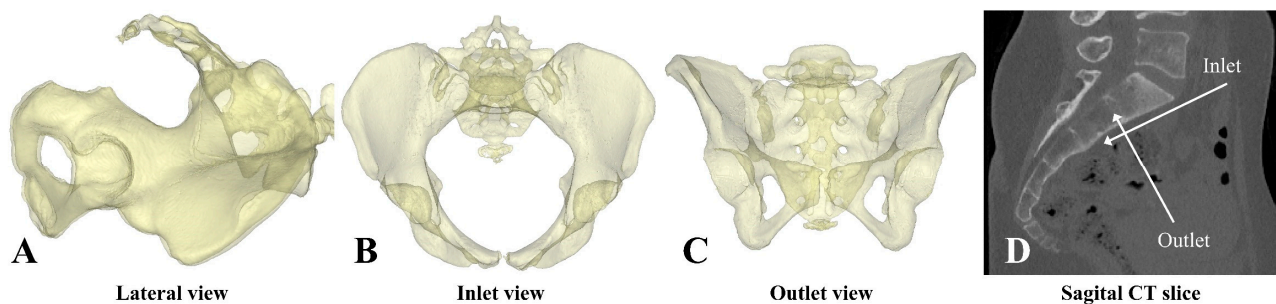 A
B
C
D
Inlet
Outlet
Lateral view
Inlet view
Outlet view
Sagital CT slice